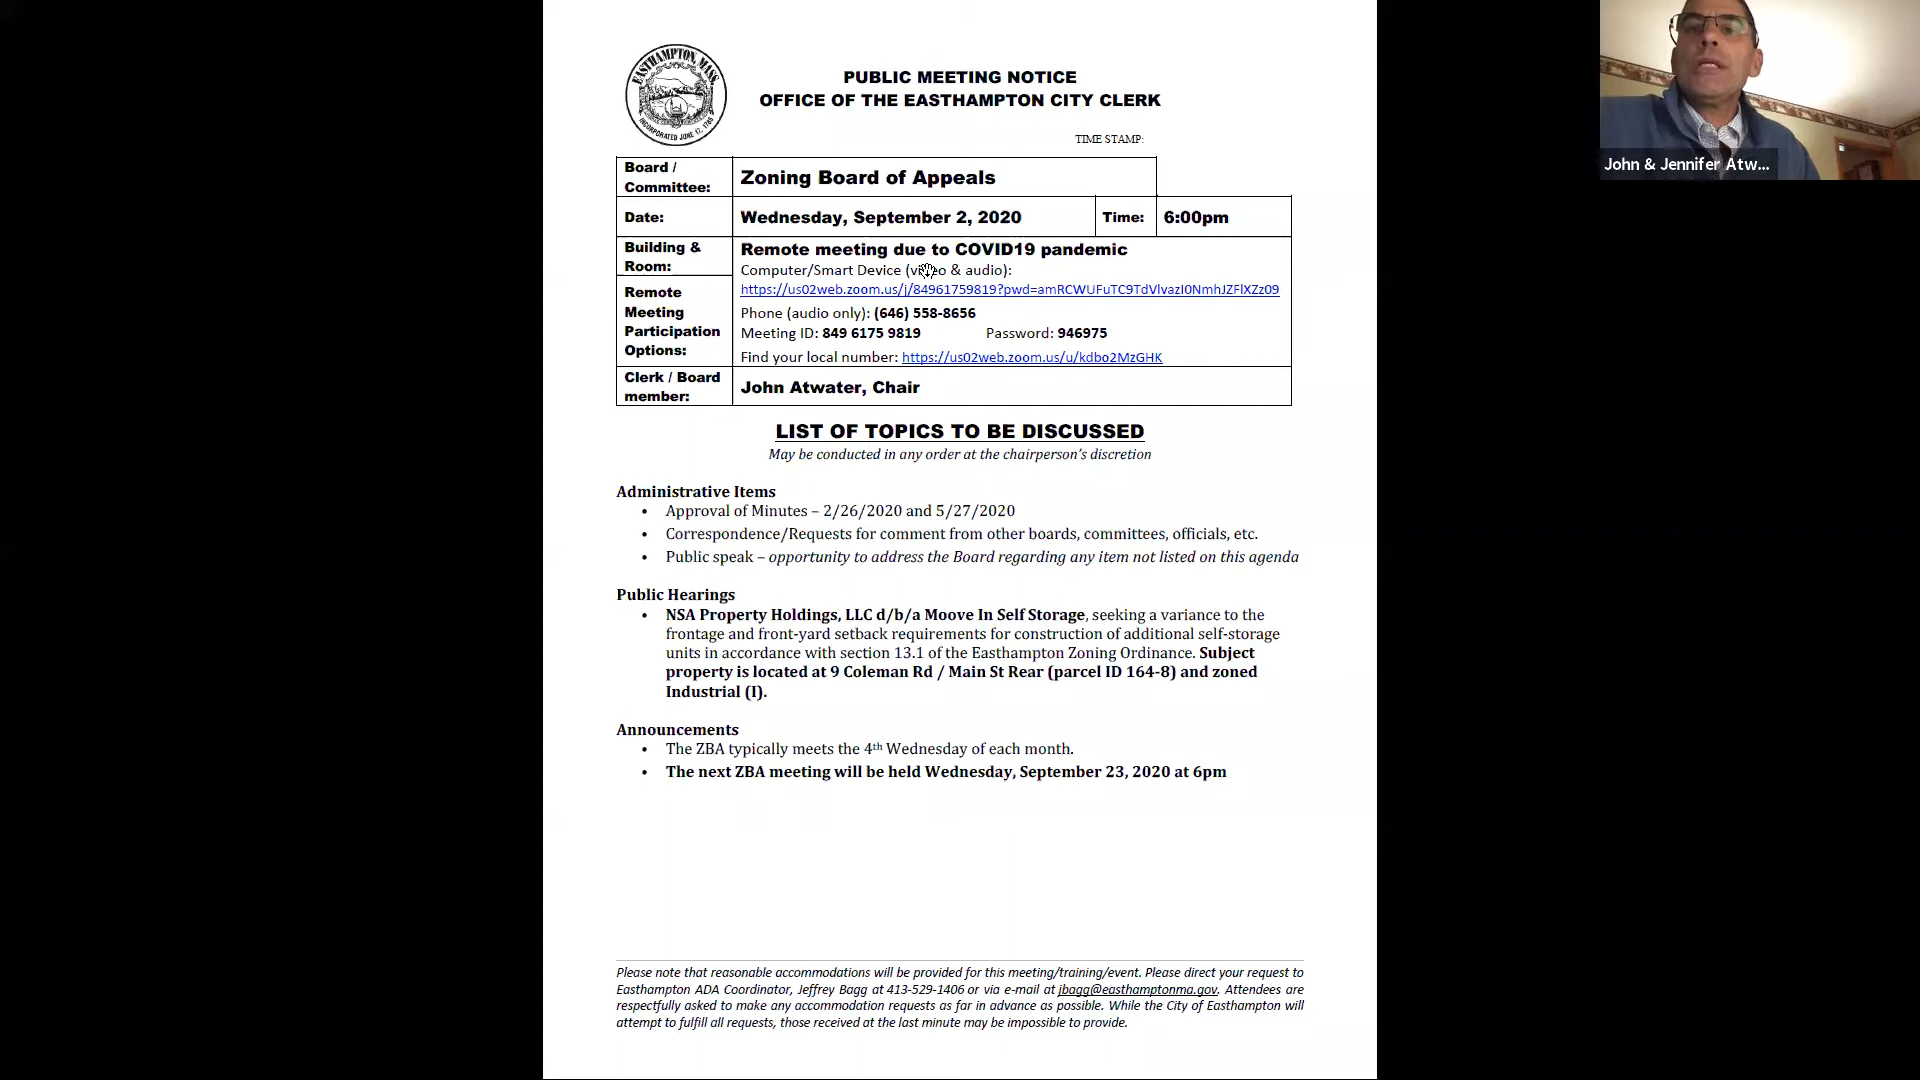 EASTHAMPTON, MASS.
INCORPORATED JUNE 17, 1785
PUBLIC MEETING NOTICE
OFFICE OF THE EASTHAMPTON CITY CLERK
TIME STAMP:
Board / Committee: Zoning Board of Appeals
Date: Wednesday, September 2, 2020 Time: 6:00pm
Building & Room: Remote meeting due to COVID19 pandemic
Remote Meeting Participation Options:
Computer/Smart Device (video & audio):
https://us02web.zoom.us/j/84961759819?pwd=amRCWUFuTC9TdVlvazI0NmhJZFlXZz09
Phone (audio only): (646) 558-8656
Meeting ID: 849 6175 9819 Password: 946975
Find your local number: https://us02web.zoom.us/u/kdbo2MzGHK
Clerk / Board member: John Atwater, Chair
LIST OF TOPICS TO BE DISCUSSED
May be conducted in any order at the chairperson's discretion
Administrative Items
• Approval of Minutes – 2/26/2020 and 5/27/2020
• Correspondence/Requests for comment from other boards, committees, officials, etc.
• Public speak – opportunity to address the Board regarding any item not listed on this agenda
Public Hearings
• NSA Property Holdings, LLC d/b/a Moove In Self Storage, seeking a variance to the
frontage and front-yard setback requirements for construction of additional self-storage
units in accordance with section 13.1 of the Easthampton Zoning Ordinance. Subject
property is located at 9 Coleman Rd / Main St Rear (parcel ID 164-8) and zoned
Industrial (I).
Announcements
• The ZBA typically meets the 4th Wednesday of each month.
• The next ZBA meeting will be held Wednesday, September 23, 2020 at 6pm
Please note that reasonable accommodations will be provided for this meeting/training/event. Please direct your request to
Easthampton ADA Coordinator, Jeffrey Bagg at 413-529-1406 or via e-mail at jbagg@easthamptonma.gov. Attendees are
respectfully asked to make any accommodation requests as far in advance as possible. While the City of Easthampton will
attempt to fulfill all requests, those received at the last minute may be impossible to provide.
John & Jennifer Atw...